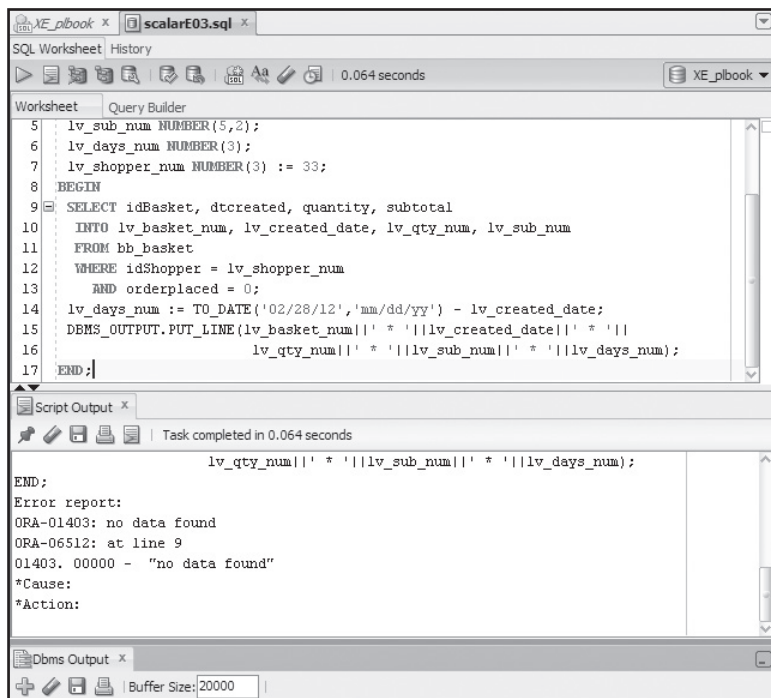 XE_plbook x scalarE03.sql x
SQL Worksheet History
0.064 seconds XE_plbook
Worksheet Query Builder
5 lv_sub_num NUMBER(5,2);
6 lv_days_num NUMBER(3);
7 lv_shopper_num NUMBER(3) := 33;
8 BEGIN
9 SELECT idBasket, dtcreated, quantity, subtotal
10 INTO lv_basket_num, lv_created_date, lv_qty_num, lv_sub_num
11 FROM bb_basket
12 WHERE idShopper = lv_shopper_num
13 AND orderplaced = 0;
14 lv_days_num := TO_DATE('02/28/12','mm/dd/yy') - lv_created_date;
15 DBMS_OUTPUT.PUT_LINE(lv_basket_num||' * '||lv_created_date||' * '||
16 lv_qty_num||' * '||lv_sub_num||' * '||lv_days_num);
17 END;
Script Output x
Task completed in 0.064 seconds
lv_qty_num||' * '||lv_sub_num||' * '||lv_days_num);
END;
Error report:
ORA-01403: no data found
ORA-06512: at line 9
01403. 00000 - "no data found"
*Cause:
*Action:
Dbms Output x
Buffer Size: 20000